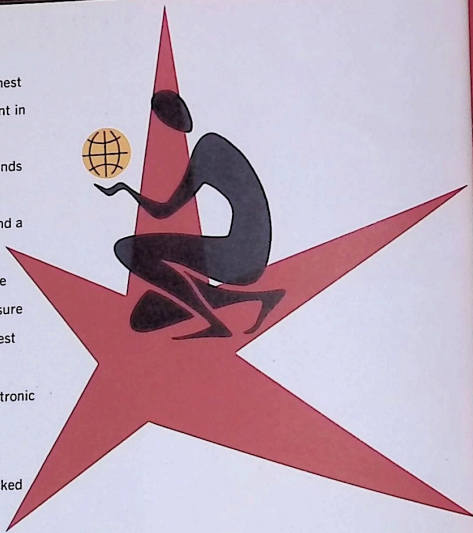 nest
nt in
nds
nd a
e
sure
est
tronic
ked